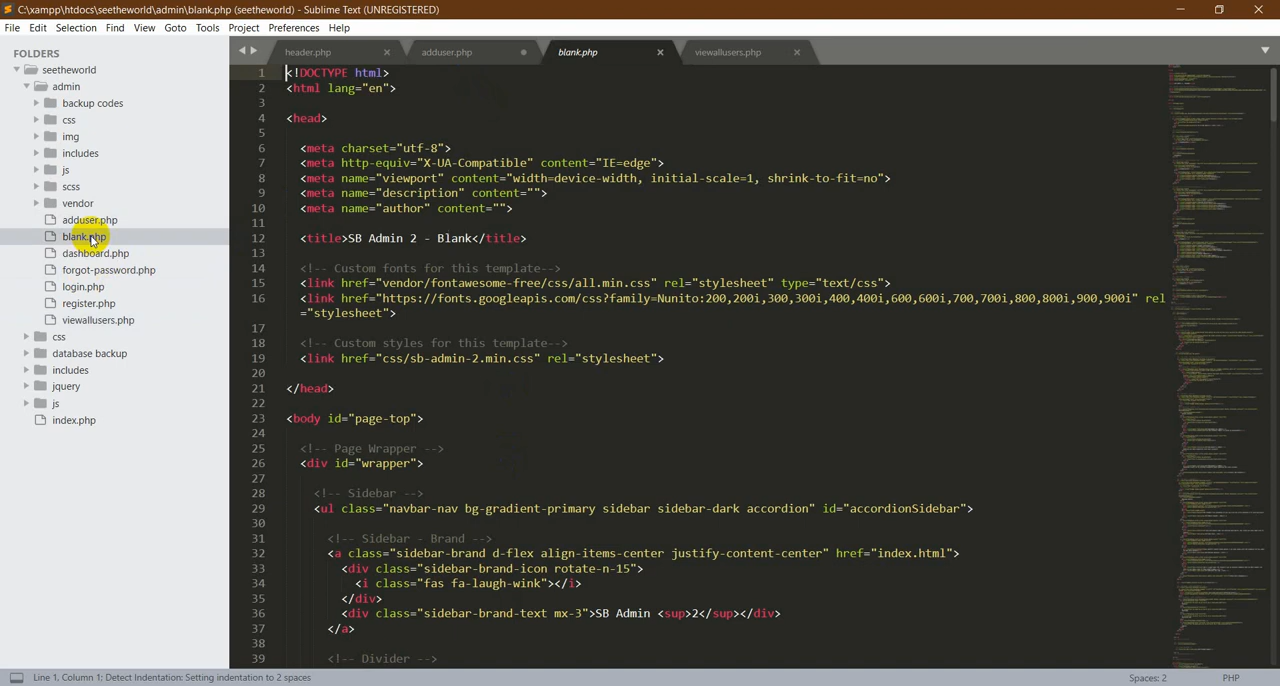 C:\xampp\htdocs\seetheworld\admin\blank.php (seetheworld) - Sublime Text (UNREGISTERED)
File Edit Selection Find View Goto Tools Project Preferences Help
FOLDERS
seetheworld
admin
backup codes
css
img
includes
js
scss
vendor
adduser.php
blank.php
dashboard.php
forgot-password.php
login.php
register.php
viewallusers.php
css
database backup
includes
jquery
js
index.php
header.php adduser.php blank.php viewallusers.php
1 <!DOCTYPE html>
2 <html lang="en">
3
4 <head>
5
6 <meta charset="utf-8">
7 <meta http-equiv="X-UA-Compatible" content="IE=edge">
8 <meta name="viewport" content="width=device-width, initial-scale=1, shrink-to-fit=no">
9 <meta name="description" content="">
10 <meta name="author" content="">
11
12 <title>SB Admin 2 - Blank</title>
13
14 <!-- Custom fonts for this template-->
15 <link href="vendor/fontawesome-free/css/all.min.css" rel="stylesheet" type="text/css">
16 <link href="https://fonts.googleapis.com/css?family=Nunito:200,200i,300,300i,400,400i,600,600i,700,700i,800,800i,900,900i" rel
="stylesheet">
17
18 <!-- Custom styles for this template-->
19 <link href="css/sb-admin-2.min.css" rel="stylesheet">
20
21 </head>
22
23 <body id="page-top">
24
25 <!-- Page Wrapper -->
26 <div id="wrapper">
27
28 <!-- Sidebar -->
29 <ul class="navbar-nav bg-gradient-primary sidebar sidebar-dark accordion" id="accordionSidebar">
30
31 <!-- Sidebar - Brand -->
32 <a class="sidebar-brand d-flex align-items-center justify-content-center" href="index.html">
33 <div class="sidebar-brand-icon rotate-n-15">
34 <i class="fas fa-laugh-wink"></i>
35 </div>
36 <div class="sidebar-brand-text mx-3">SB Admin <sup>2</sup></div>
37 </a>
38
39 <!-- Divider -->
Line 1, Column 1; Detect Indentation: Setting indentation to 2 spaces Spaces: 2 PHP